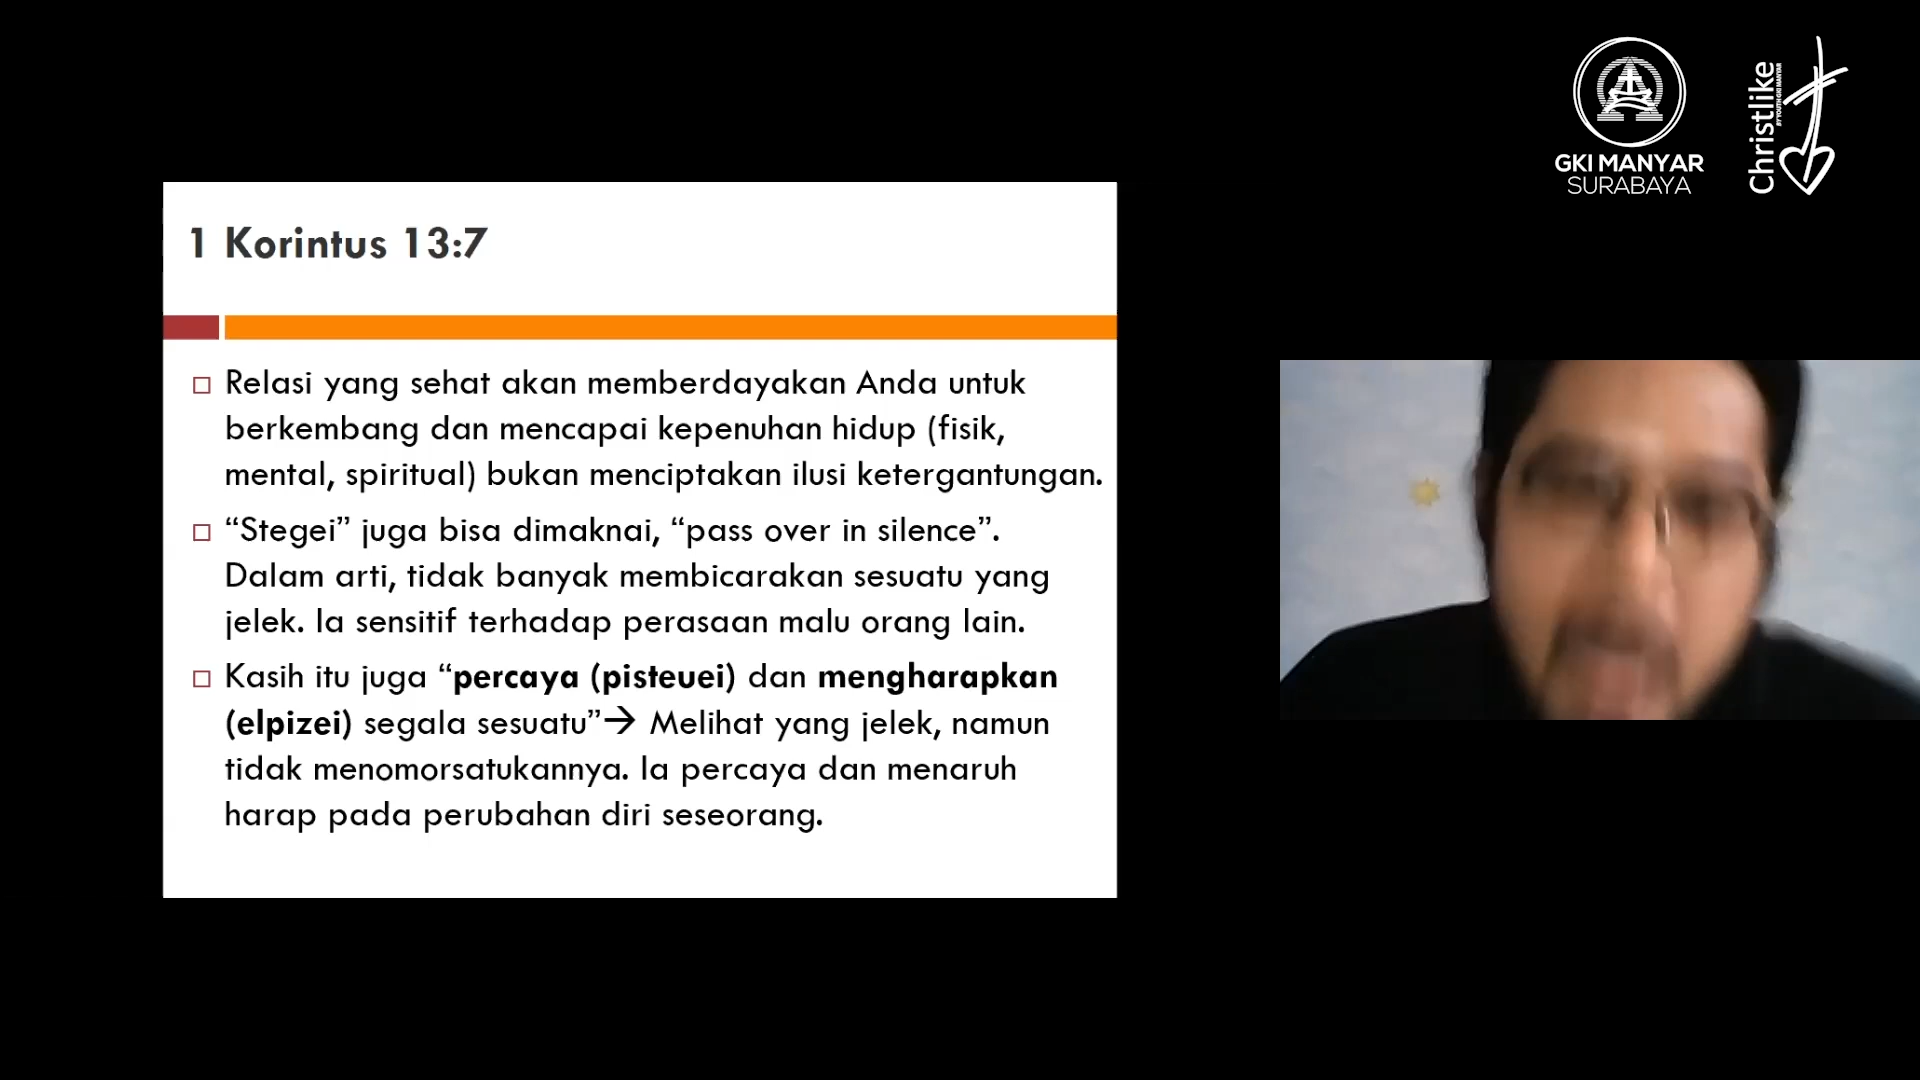 GKI MANYAR
SURABAYA
Christlike
1 Korintus 13:7
Relasi yang sehat akan memberdayakan Anda untuk
berkembang dan mencapai kepenuhan hidup (fisik,
mental, spiritual) bukan menciptakan ilusi ketergantungan.
“Stegei” juga bisa dimaknai, “pass over in silence”.
Dalam arti, tidak banyak membicarakan sesuatu yang
jelek. Ia sensitif terhadap perasaan malu orang lain.
Kasih itu juga “percaya (pisteuei) dan mengharapkan
(elpizei) segala sesuatu”→ Melihat yang jelek, namun
tidak menomorsatukannya. Ia percaya dan menaruh
harap pada perubahan diri seseorang.